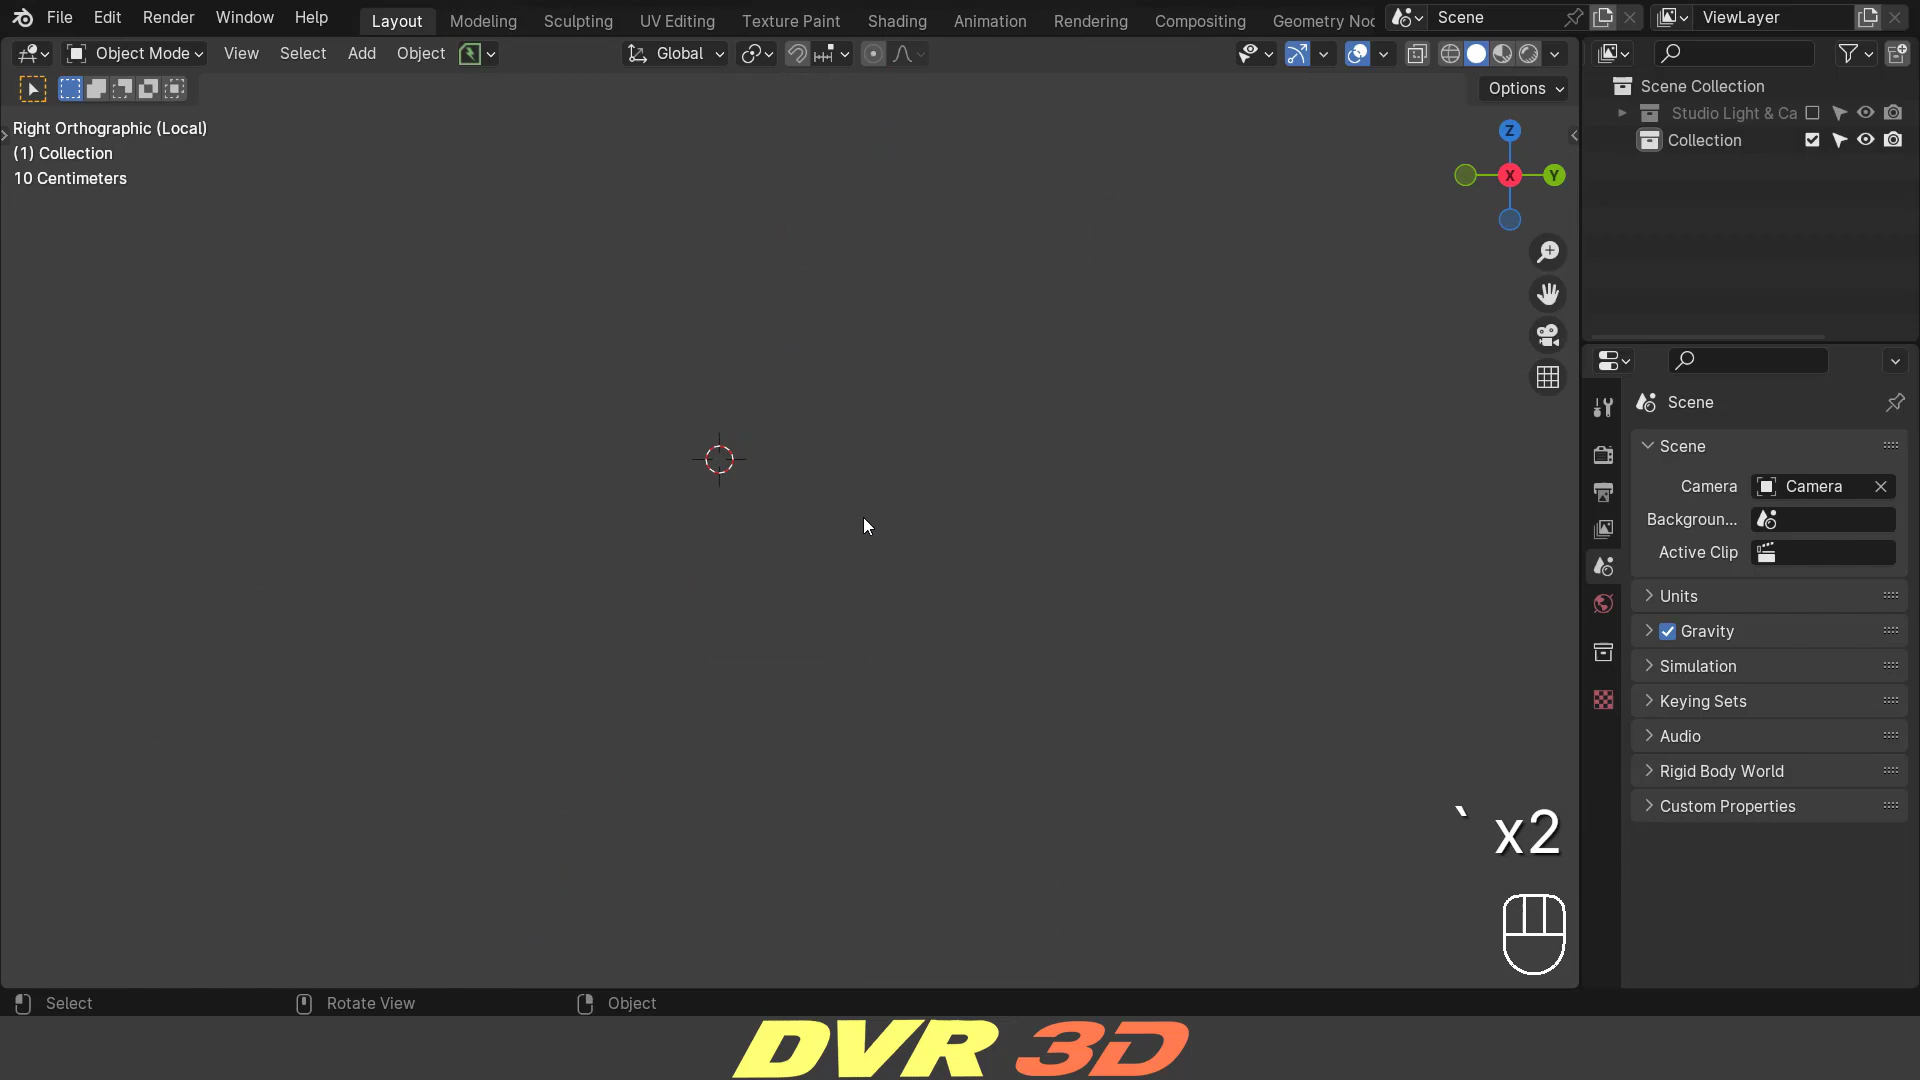 File Edit Render Window Help Layout Modeling Sculpting UV Editing Texture Paint Shading Animation Rendering Compositing Geometry Noc Scene ViewLayer
Object Mode View Select Add Object Global
Options
Right Orthographic (Local)
(1) Collection
10 Centimeters
Z
X
Y
Scene Collection
Studio Light & Ca
Collection
Scene
Scene
Camera Camera
Backgroun...
Active Clip
Units
Gravity
Simulation
Keying Sets
Audio
Rigid Body World
Custom Properties
` x2
Select Rotate View Object
DVR 3D